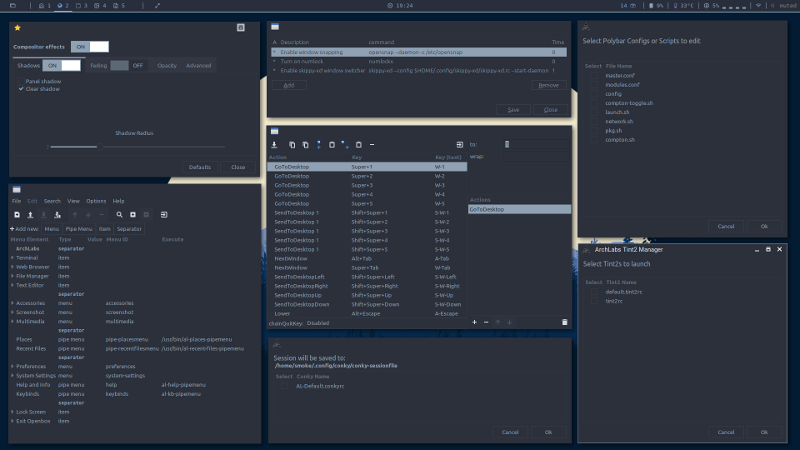 1 2 3 4 5
19:24
14 9% 33°C 5% mutad
Compositor effects ON
Shadows ON Fading OFF Opacity Advanced
Panel shadow
Clear shadow
Shadow Radius
Defaults Close
A Description command
Enable window snapping opensnap --daemon -c /etc/opensnap 0
Turn on numlock numlockx 0
Enable skippy-xd window switcher skippy-xd --config $HOME/.config/skippy-xd/skippy-xd.rc --start-daemon 1
Add Remove
Save Close
Select Polybar Configs or Scripts to edit
Select File Name
master.conf
modules.conf
config
compton-toggle.sh
launch.sh
network.sh
pkg.sh
compton.sh
Cancel Ok
File Edit Search View Options Help
Add new: Menu Pipe Menu Item Separator
Menu Element Type Value Menu ID Execute
ArchLabs separator
Terminal item
Web Browser item
File Manager item
Text Editor item
separator
Accessories menu accessories
Screenshot menu screenshot
Multimedia menu multimedia
separator
Places pipe menu pipe-placesmenu /usr/bin/al-places-pipemenu
Recent Files pipe menu pipe-recentfilesmenu /usr/bin/al-recent-files-pipemenu
separator
Preferences menu preferences
System-Settings menu system-settings
Help and Info pipe menu help al-help-pipemenu
Keybinds pipe menu keybinds al-kb-pipemenu
separator
Lock Screen item
Exit Openbox item
to:
wrap:
Action Key Key (text)
GoToDesktop Super+1 W-1
GoToDesktop Super+2 W-2
GoToDesktop Super+3 W-3
GoToDesktop Super+4 W-4
GoToDesktop Super+5 W-5
SendToDesktop 1 Shift+Super+1 S-W-1
SendToDesktop 1 Shift+Super+2 S-W-2
SendToDesktop 1 Shift+Super+3 S-W-3
SendToDesktop 1 Shift+Super+4 S-W-4
SendToDesktop 1 Shift+Super+5 S-W-5
NextWindow Alt+Tab A-Tab
NextWindow Super+Tab W-Tab
SendToDesktopLeft Shift+Super+Left S-W-Left
SendToDesktopRight Shift+Super+Right S-W-Right
SendToDesktopUp Shift+Super+Up S-W-Up
SendToDesktopDown Shift+Super+Down S-W-Down
Lower Alt+Escape A-Escape
chainQuitKey: Disabled
Actions
GoToDesktop
Session will be saved to:
/home/smokie/.config/conky/conky-sessionfile
Select Conky Name
AL-Default.conkyrc
Cancel Ok
ArchLabs Tint2 Manager
Select Tint2s to launch
Select Tint2 Name
default.tint2rc
tint2rc
Cancel Ok